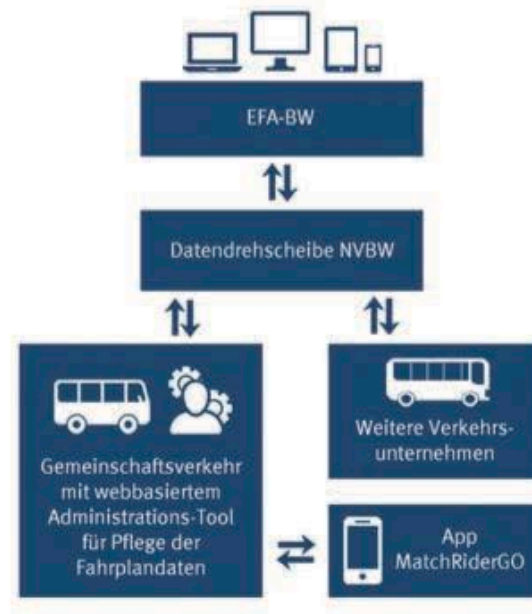 EFA-BW
Datendrehscheibe NVBW
Gemeinschaftsverkehr
mit webbasiertem
Administrations-Tool
für Pflege der
Fahrplandaten
Weitere Verkehrs-
unternehmen
App
MatchRiderGO